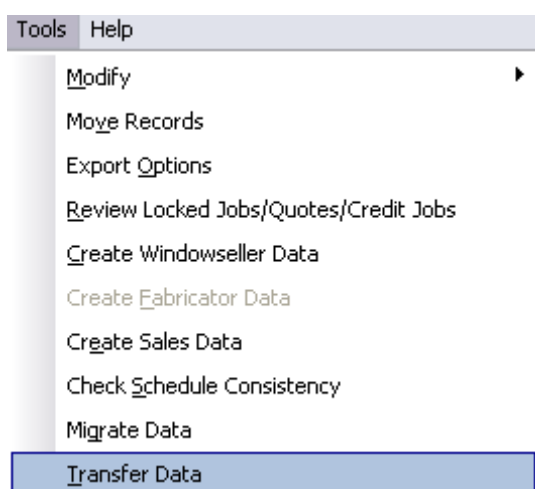 Tools Help
Modify
Move Records
Export Options
Review Locked Jobs/Quotes/Credit Jobs
Create Windowseller Data
Create Fabricator Data
Create Sales Data
Check Schedule Consistency
Migrate Data
Transfer Data